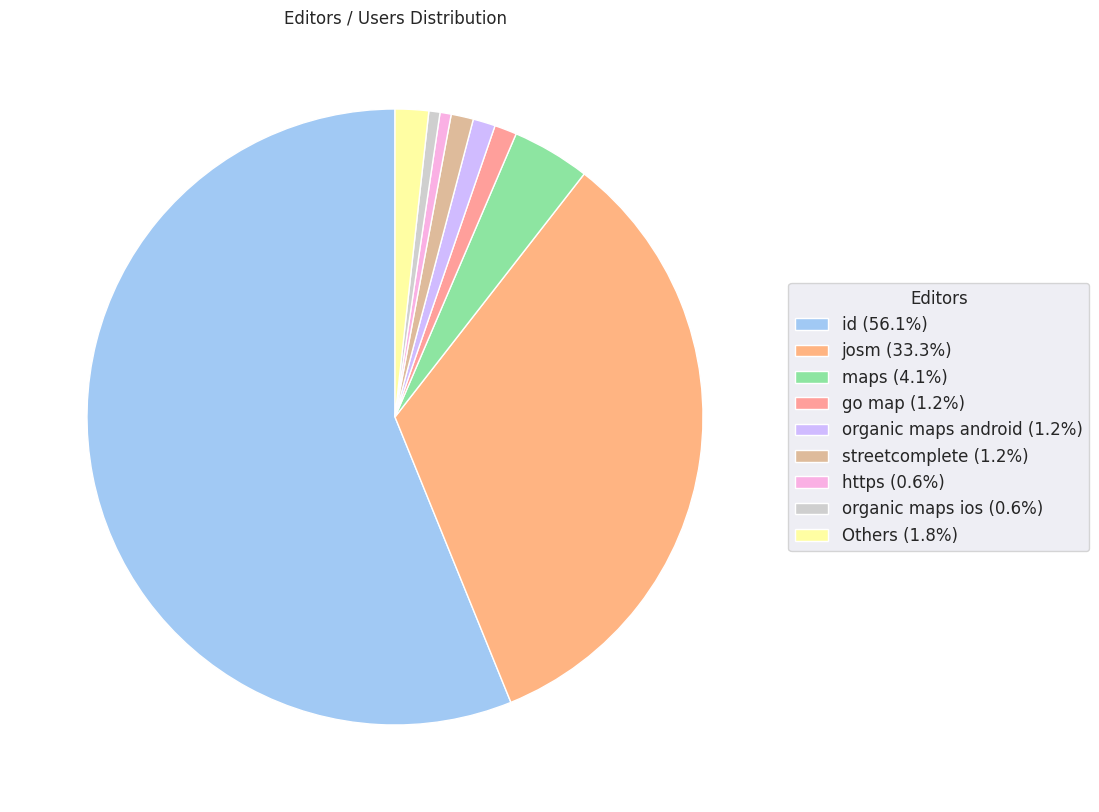 Editors / Users Distribution
Editors
id (56.1%)
josm (33.3%)
maps (4.1%)
go map (1.2%)
organic maps android (1.2%)
streetcomplete (1.2%)
https (0.6%)
organic maps ios (0.6%)
Others (1.8%)